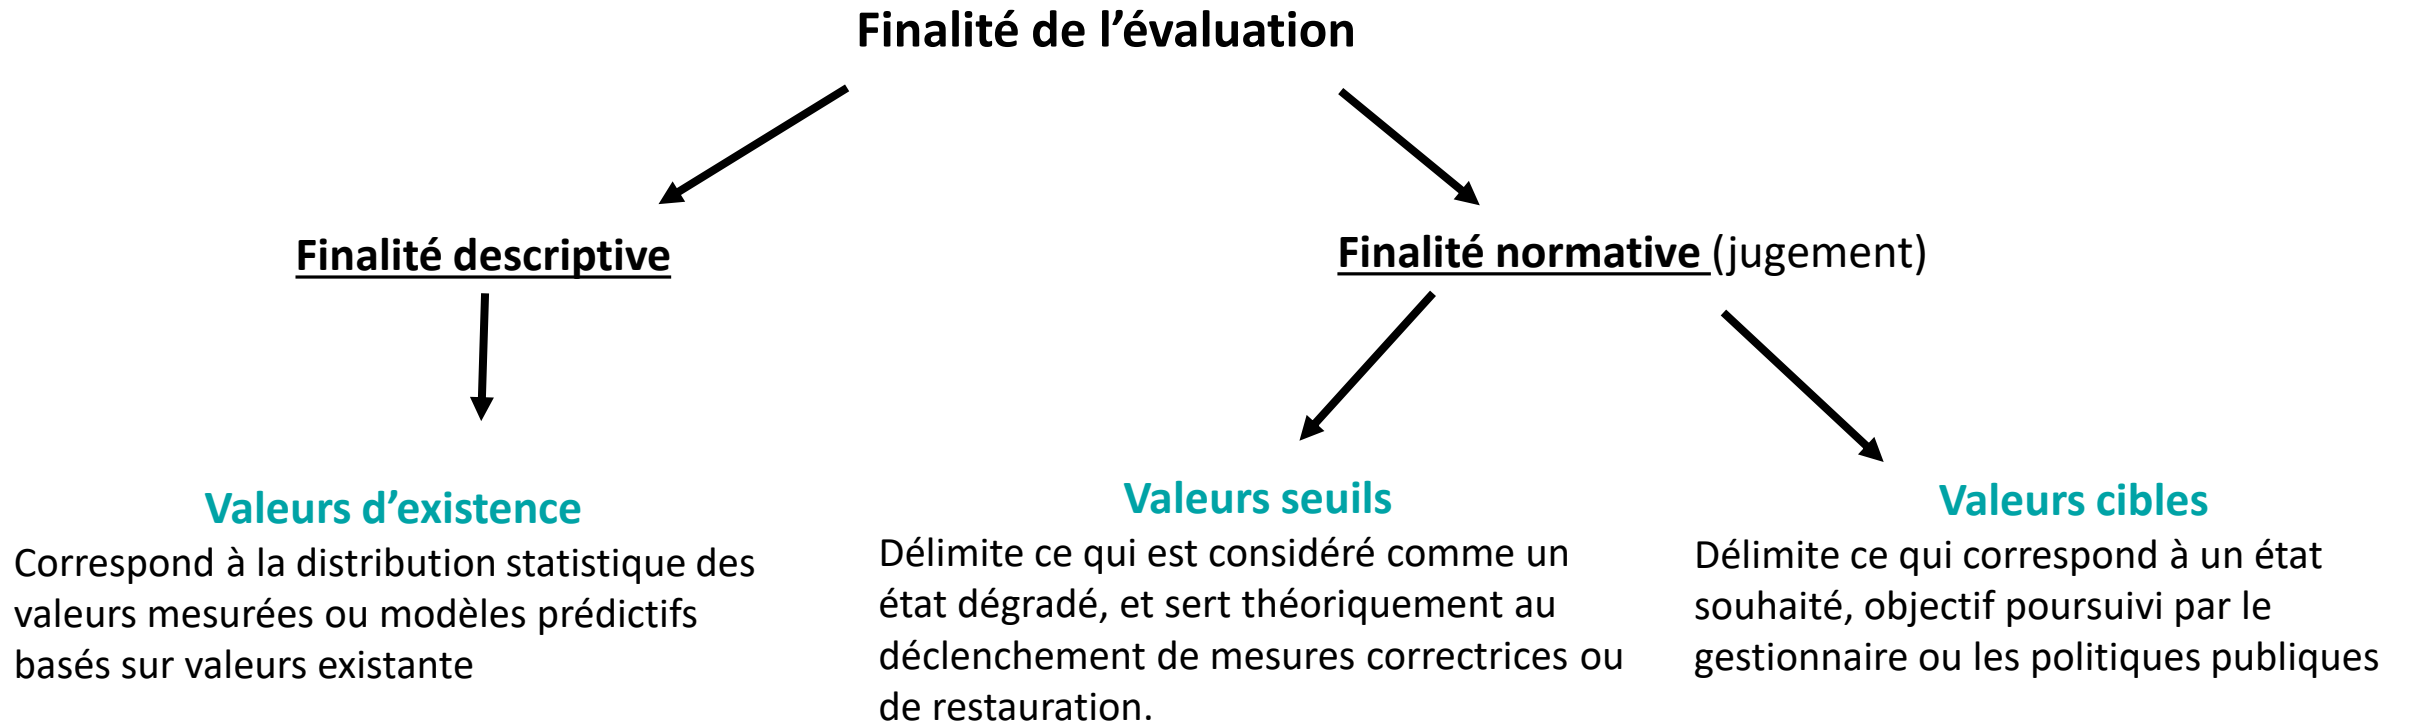 Finalité de l’évaluation
Finalité descriptive
Finalité normative (jugement)
Valeurs d’existence
Correspond à la distribution statistique des
valeurs mesurées ou modèles prédictifs
basés sur valeurs existante
Valeurs seuils
Délimite ce qui est considéré comme un
état dégradé, et sert théoriquement au
déclenchement de mesures correctrices ou
de restauration.
Valeurs cibles
Délimite ce qui correspond à un état
souhaité, objectif poursuivi par le
gestionnaire ou les politiques publiques